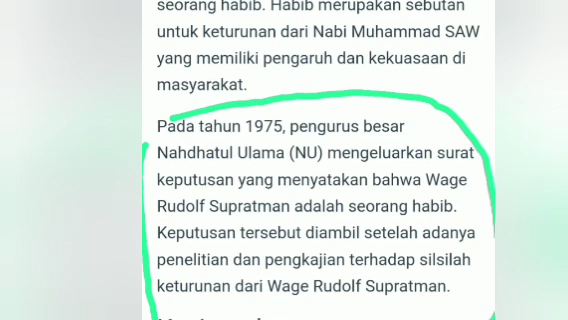 seorang habib. Habib merupakan sebutan
untuk keturunan dari Nabi Muhammad SAW
yang memiliki pengaruh dan kekuasaan di
masyarakat.
Pada tahun 1975, pengurus besar
Nahdhatul Ulama (NU) mengeluarkan surat
keputusan yang menyatakan bahwa Wage
Rudolf Supratman adalah seorang habib.
Keputusan tersebut diambil setelah adanya
penelitian dan pengkajian terhadap silsilah
keturunan dari Wage Rudolf Supratman.